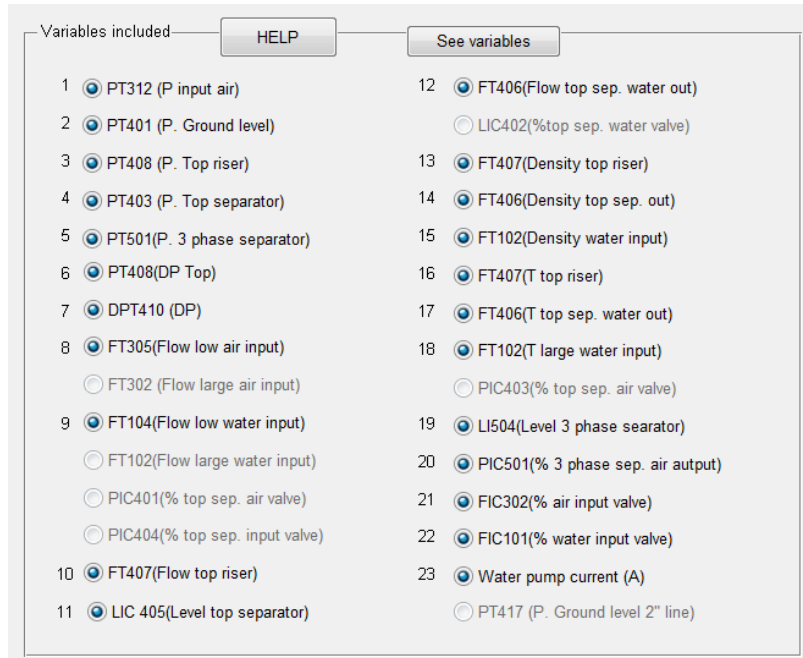 Variables included
HELP
See variables
1 PT312 (P input air)
2 PT401 (P. Ground level)
3 PT408 (P. Top riser)
4 PT403 (P. Top separator)
5 PT501(P. 3 phase separator)
6 PT408(DP Top)
7 DPT410 (DP)
8 FT305(Flow low air input)
FT302 (Flow large air input)
9 FT104(Flow low water input)
FT102(Flow large water input)
PIC401(% top sep. air valve)
PIC404(% top sep. input valve)
10 FT407(Flow top riser)
11 LIC 405(Level top separator)
12 FT406(Flow top sep. water out)
LIC402(%top sep. water valve)
13 FT407(Density top riser)
14 FT406(Density top sep. out)
15 FT102(Density water input)
16 FT407(T top riser)
17 FT406(T top sep. water out)
18 FT102(T large water input)
PIC403(% top sep. air valve)
19 LI504(Level 3 phase searator)
20 PIC501(% 3 phase sep. air autput)
21 FIC302(% air input valve)
22 FIC101(% water input valve)
23 Water pump current (A)
PT417 (P. Ground level 2" line)